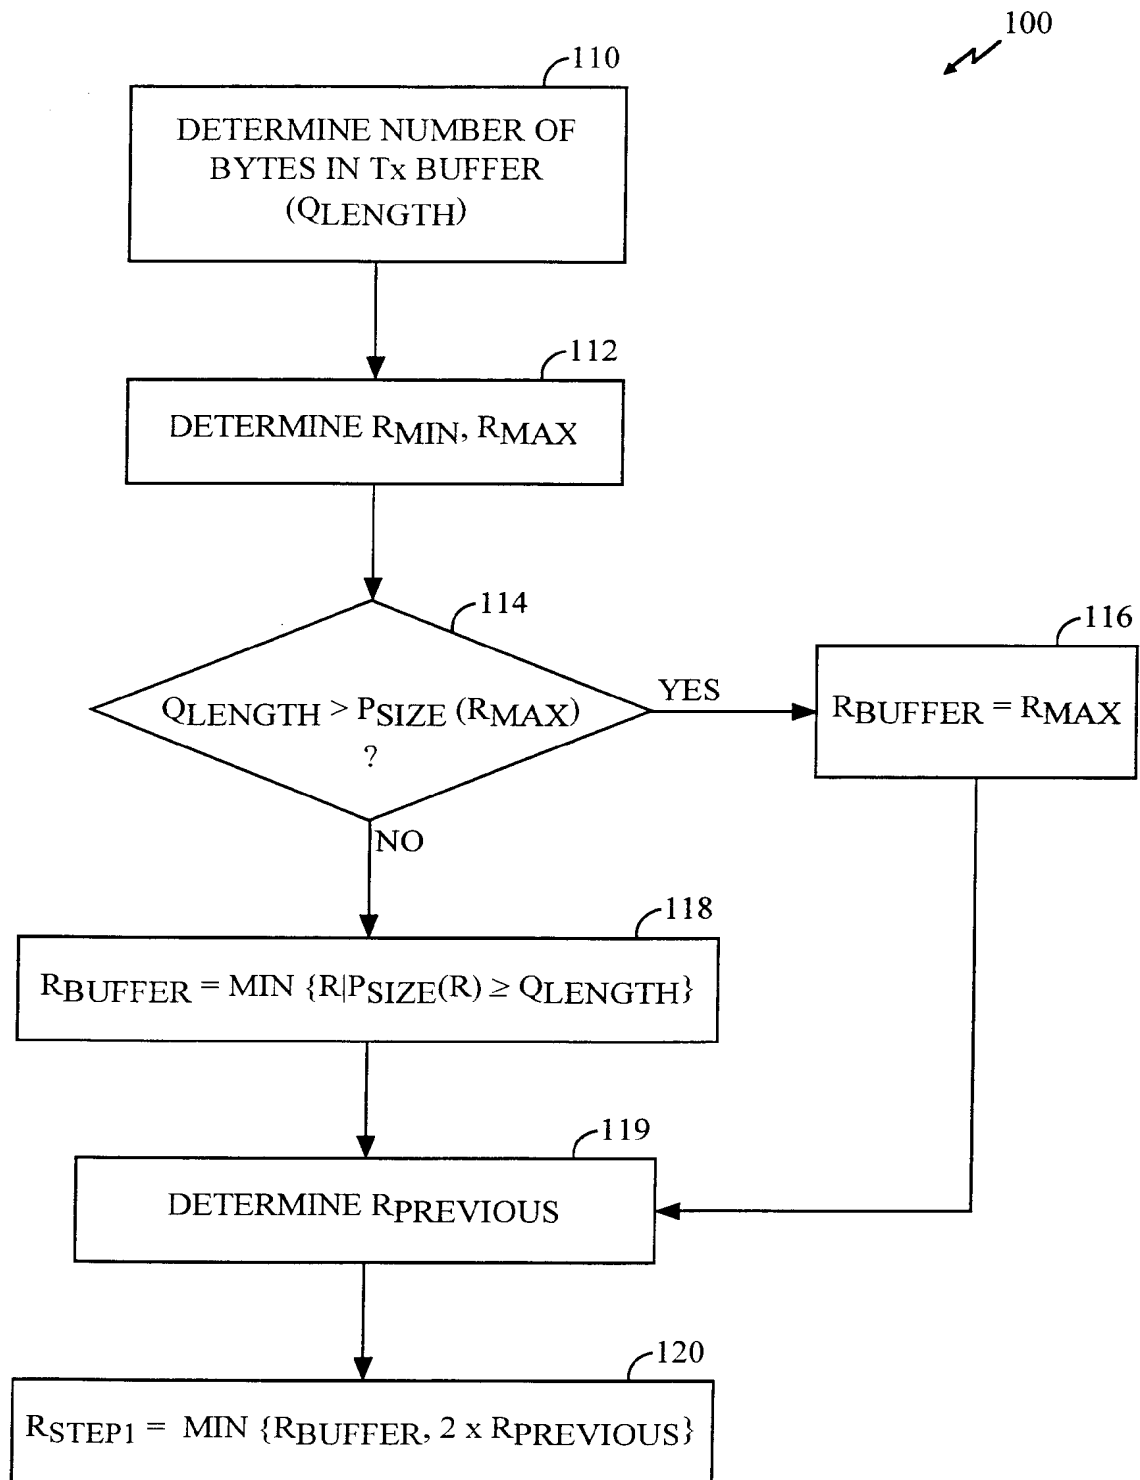 100
110
DETERMINE NUMBER OF
BYTES IN Tx BUFFER
(QLENGTH)
112
DETERMINE RMIN, RMAX
114
QLENGTH > PSIZE (RMAX)
?
YES
116
RBUFFER = RMAX
NO
118
RBUFFER = MIN {R|PSIZE(R) ≥ QLENGTH}
119
DETERMINE RPREVIOUS
120
RSTEP1 = MIN {RBUFFER, 2 x RPREVIOUS}